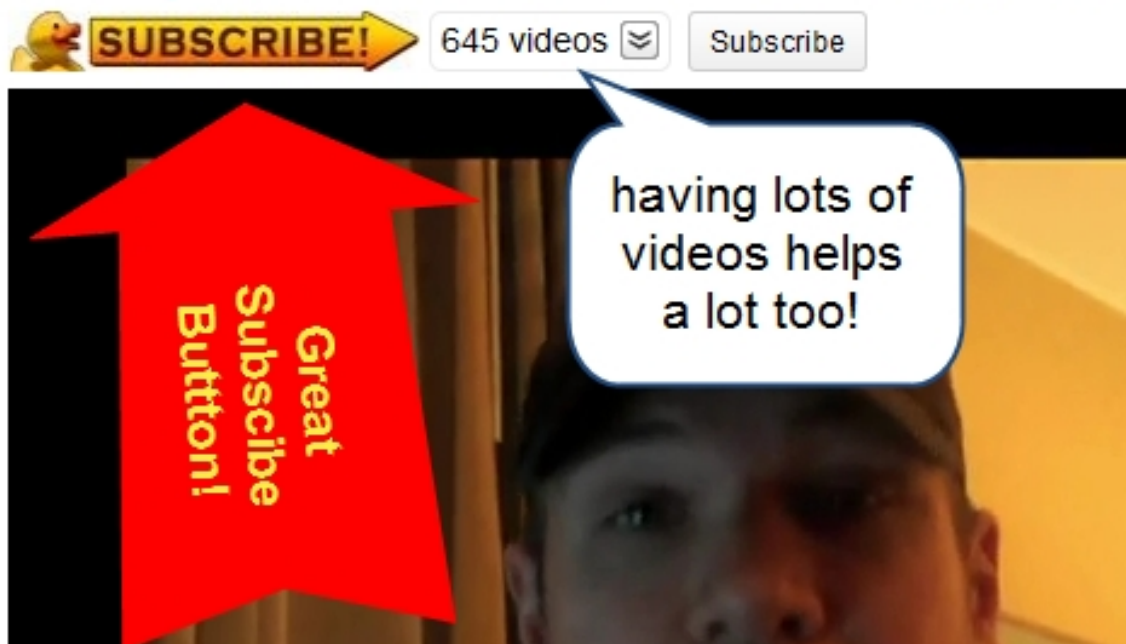 SUBSCRIBE! 645 videos Subscribe
having lots of
videos helps
a lot too!
Great
Subscibe
Buttton!